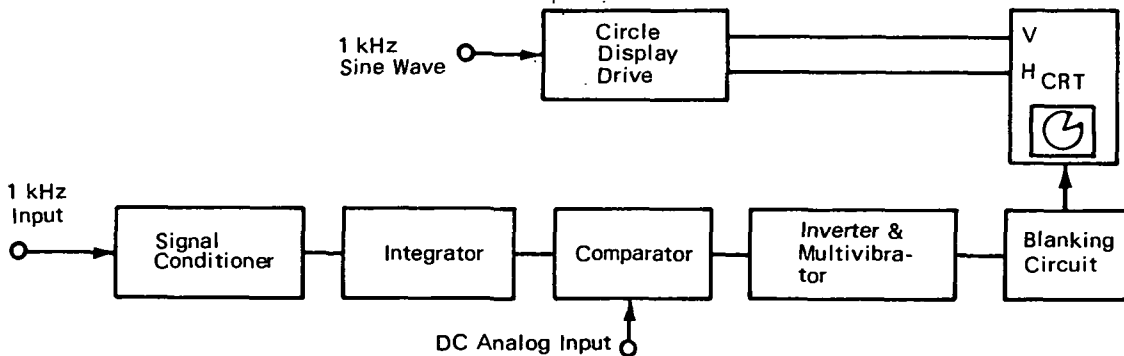 1 kHz
Sine Wave
Circle
Display
Drive
V
H
CRT
1 kHz
Input
Signal
Conditioner
Integrator
Comparator
Inverter &
Multivibra-
tor
Blanking
Circuit
DC Analog Input